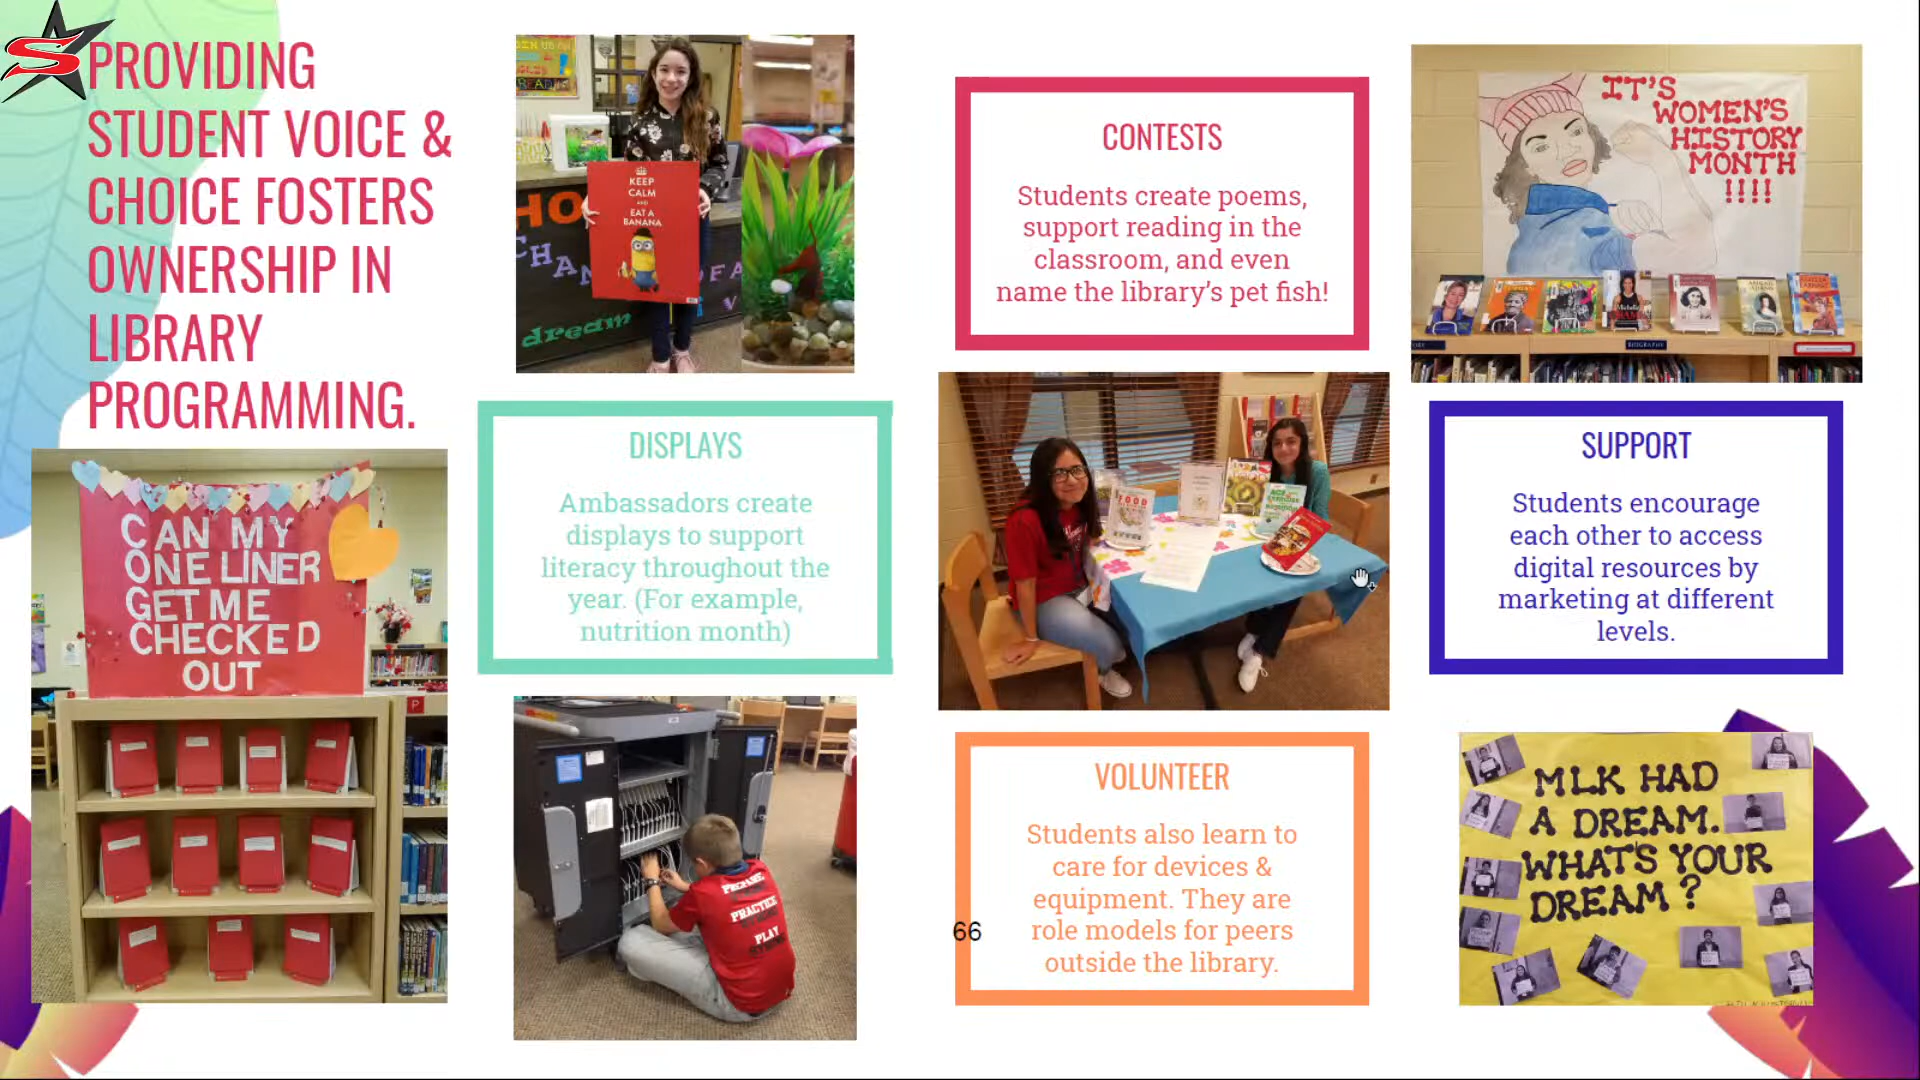 S
PROVIDING
STUDENT VOICE &
CHOICE FOSTERS
OWNERSHIP IN
LIBRARY
PROGRAMMING.
KEEP
CALM
AND
EAT A
BANANA
dream
CONTESTS
Students create poems,
support reading in the
classroom, and even
name the library's pet fish!
IT'S
WOMEN'S
HISTORY
MONTH
!!!!
BIOGRAPHY
DISPLAYS
Ambassadors create
displays to support
literacy throughout the
year. (For example,
nutrition month)
FOOD
SUPPORT
Students encourage
each other to access
digital resources by
marketing at different
levels.
CAN MY
ONE LINER
GET ME
CHECKED
OUT
P
PREPARE
PRACTICE
PLAY
VOLUNTEER
Students also learn to
care for devices &
equipment. They are
role models for peers
outside the library.
66
MLK HAD
A DREAM.
WHAT'S YOUR
DREAM?